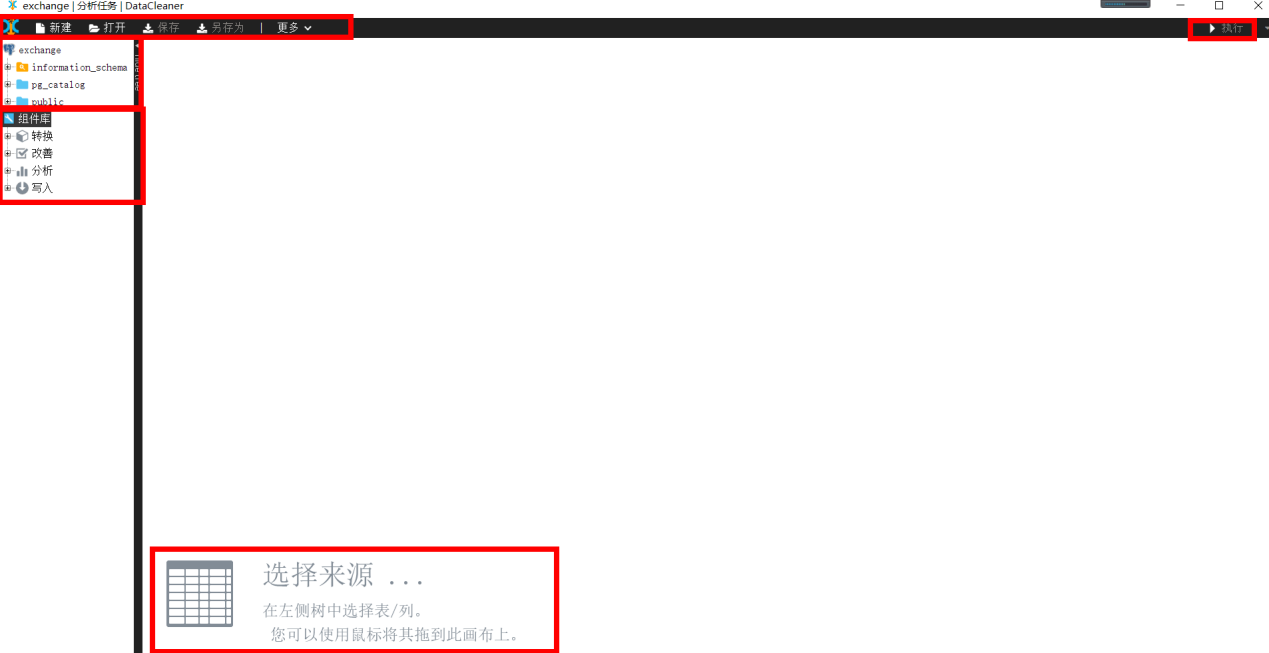 exchange | 分析任务 | DataCleaner
新建 打开 保存 另存为 | 更多 执行
exchange
information_schema
pg_catalog
public
组件库
转换
改善
分析
写入
选择来源 ...
在左侧树中选择表/列。
您可以使用鼠标将其拖到此画布上。